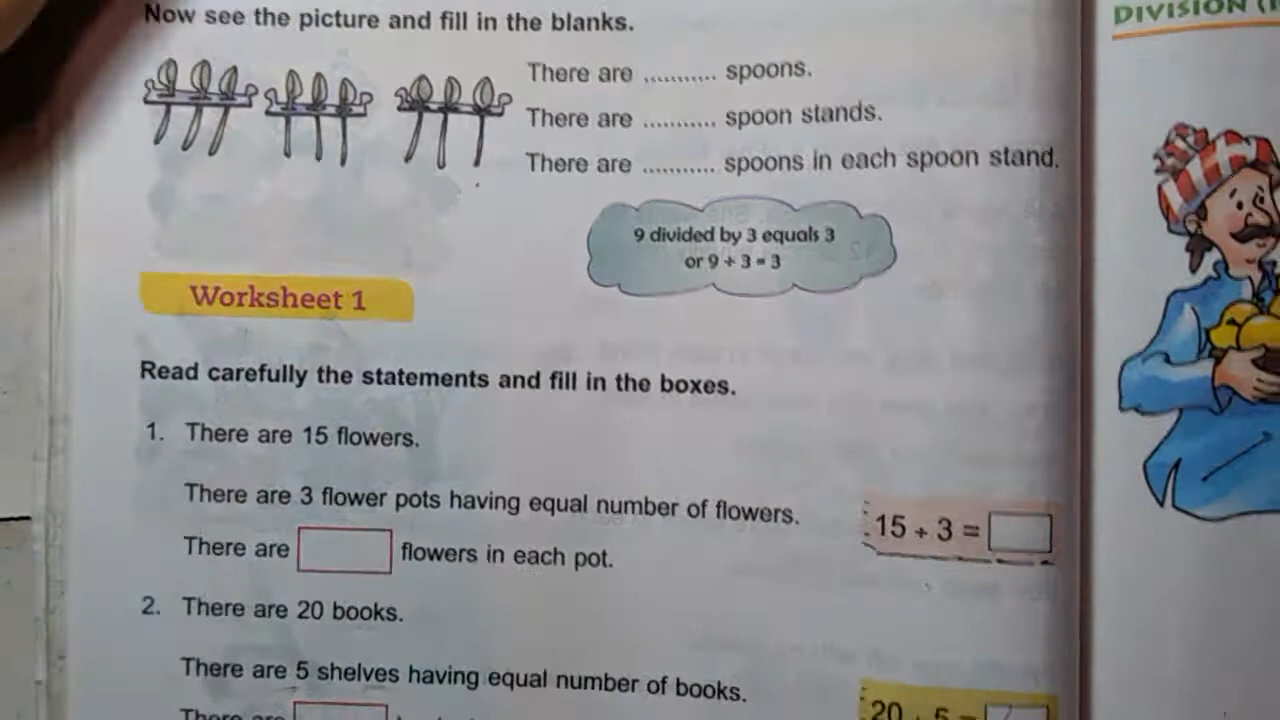 Now see the picture and fill in the blanks.
There are ........... spoons.
There are ........... spoon stands.
There are ........... spoons in each spoon stand.
9 divided by 3 equals 3
or 9 ÷ 3 = 3
Worksheet 1
Read carefully the statements and fill in the boxes.
1. There are 15 flowers.
There are 3 flower pots having equal number of flowers.
15 ÷ 3 =
There are flowers in each pot.
2. There are 20 books.
There are 5 shelves having equal number of books.
20 ÷ 5 =
There are
DIVISION